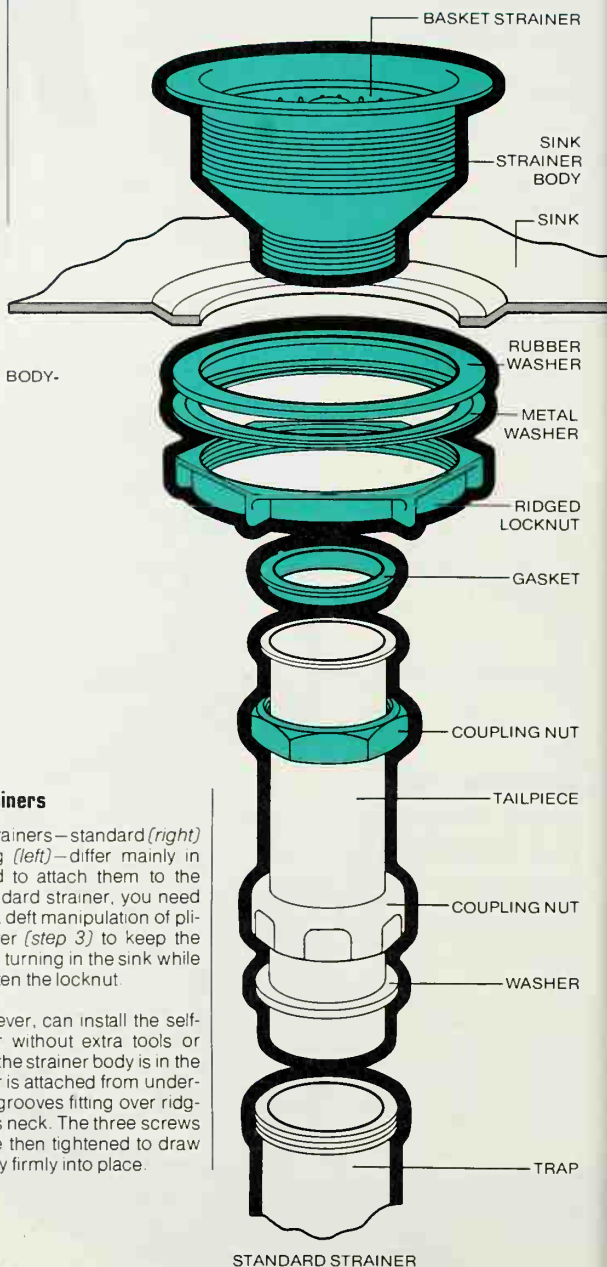 BASKET STRAINER
SINK
STRAINER
BODY
SINK
RUBBER
WASHER
BODY-
METAL
WASHER
RIDGED
LOCKNUT
GASKET
COUPLING NUT
TAILPIECE
COUPLING NUT
WASHER
TRAP
STANDARD STRAINER
iners
rainers—standard (right)
g (left)—differ mainly in
d to attach them to the
dard strainer, you need
deft manipulation of pli-
er (step 3) to keep the
turning in the sink while
ten the locknut.
ever, can install the self-
r without extra tools or
the strainer body is in the
r is attached from under-
grooves fitting over ridg-
s neck. The three screws
e then tightened to draw
y firmly into place.